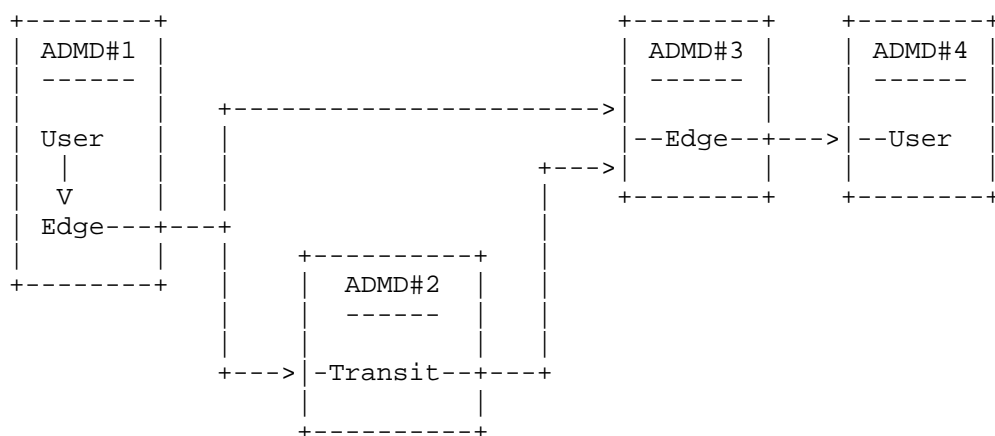 +--------+                           +--------+     +--------+
| ADMD#1 |                           | ADMD#3 |     | ADMD#4 |
| ------ |                           | ------ |     | ------ |
|        |   +---------------------->|        |     |        |
| User   |   |                       |--Edge--+--->|--User   |
|  |     |   |                  +--->|        |     |        |
|  V     |   |                  |    +--------+     +--------+
| Edge---+---+                  |
|        |   |    +----------+  |
+--------+   |    |  ADMD#2  |  |
             |    |  ------  |  |
             |    |          |  |
             +--->|-Transit--+---+
                  |          |
                  +----------+